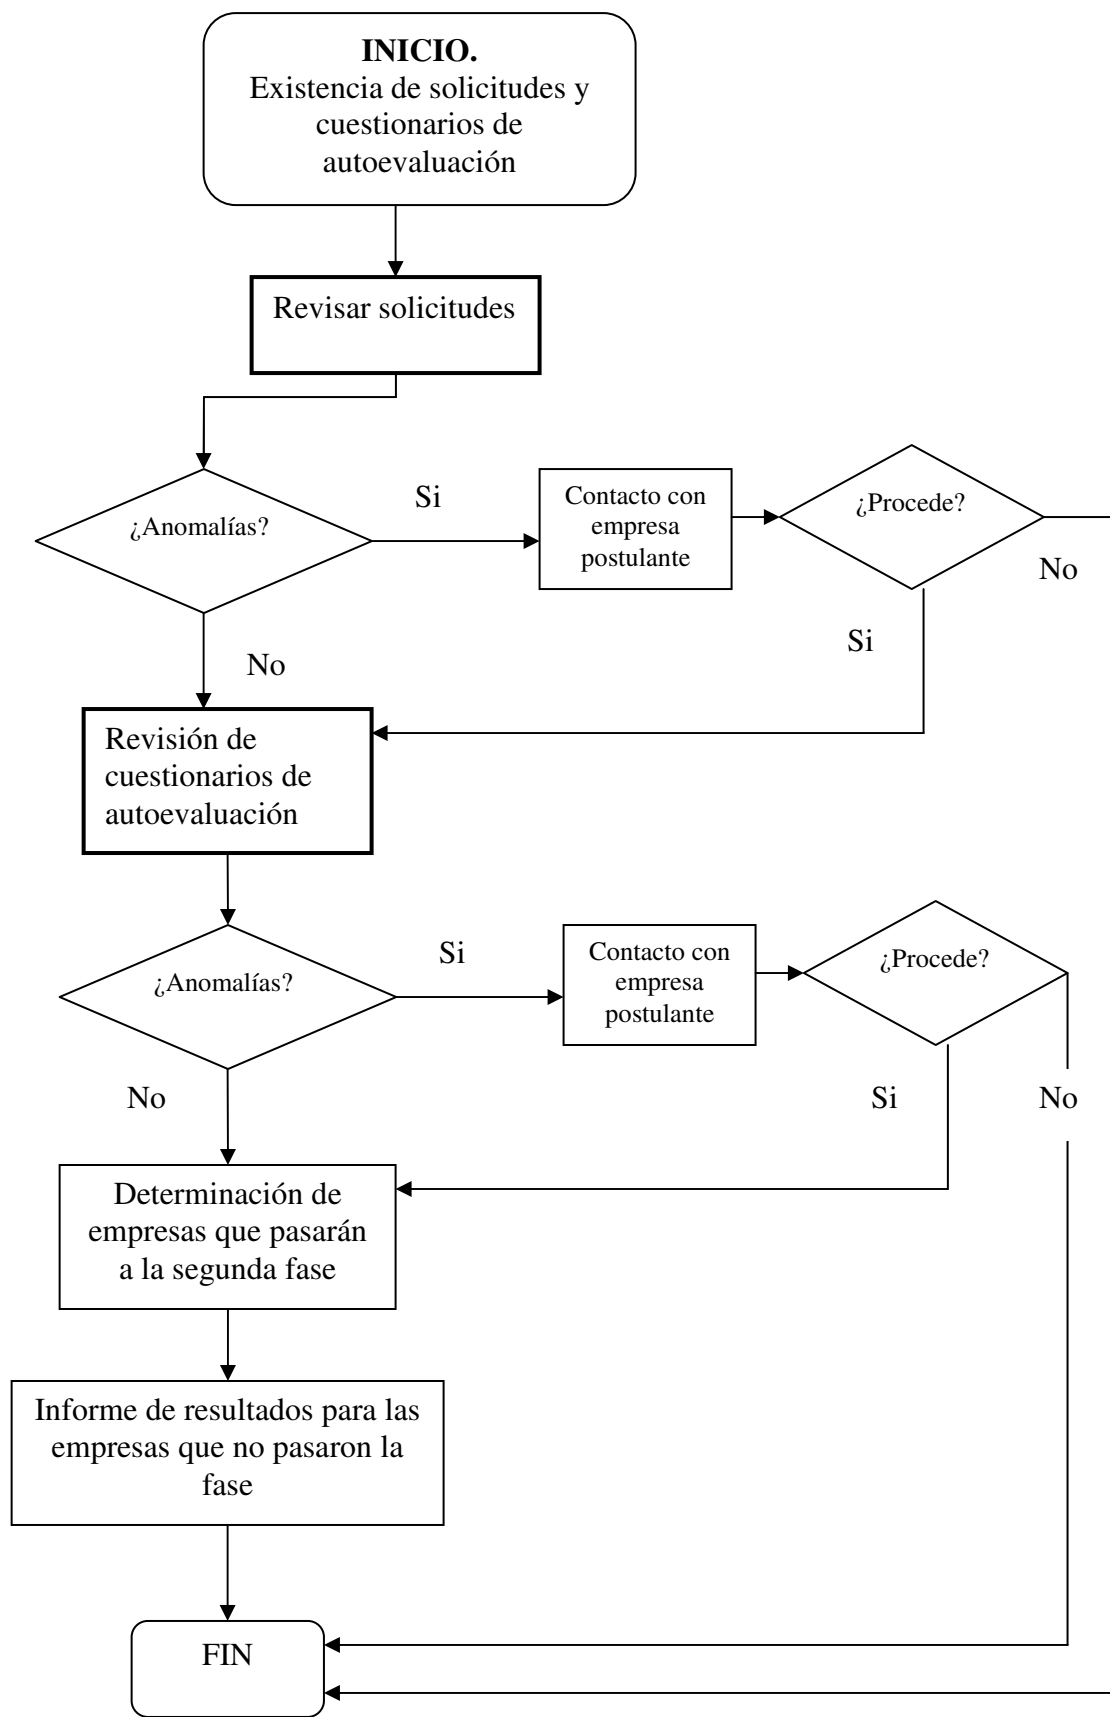 INICIO.
Existencia de solicitudes y
cuestionarios de
autoevaluación
Revisar solicitudes
¿Anomalías?
Si
Contacto con
empresa
postulante
¿Procede?
No
Si
No
Revisión de
cuestionarios de
autoevaluación
¿Anomalías?
Si
Contacto con
empresa
postulante
¿Procede?
No
Si
No
Determinación de
empresas que pasarán
a la segunda fase
Informe de resultados para las
empresas que no pasaron la
fase
FIN